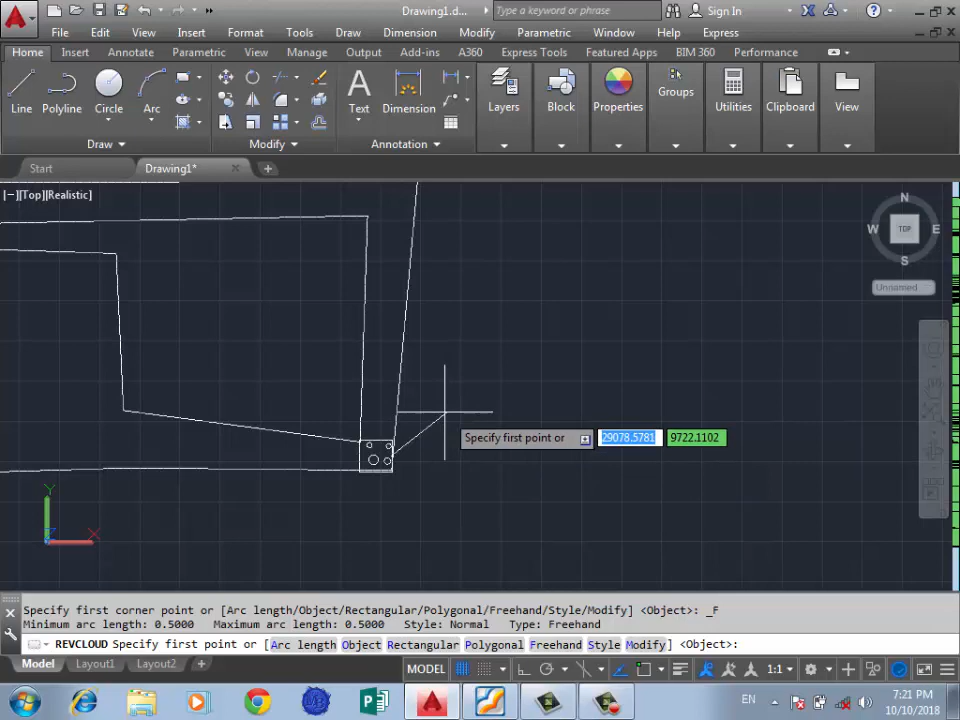 Drawing1.d...
Type a keyword or phrase
Sign In
File Edit View Insert Format Tools Draw Dimension Modify Parametric Window Help Express
Home Insert Annotate Parametric View Manage Output Add-ins A360 Express Tools Featured Apps BIM 360 Performance
Line Polyline Circle Arc Text Dimension Layers Block Properties Groups Utilities Clipboard View
Draw Modify Annotation
Start Drawing1*
[−][Top][Realistic]
N
W TOP E
S
Unnamed
Specify first point or 29078.5781 9722.1102
Y
X
Specify first corner point or [Arc length/Object/Rectangular/Polygonal/Freehand/Style/Modify] <Object>: _F
Minimum arc length: 0.5000 Maximum arc length: 0.5000 Style: Normal Type: Freehand
REVCLOUD Specify first point or [Arc length Object Rectangular Polygonal Freehand Style Modify] <Object>:
Model Layout1 Layout2 +
MODEL 1:1
EN
7:21 PM
10/10/2018